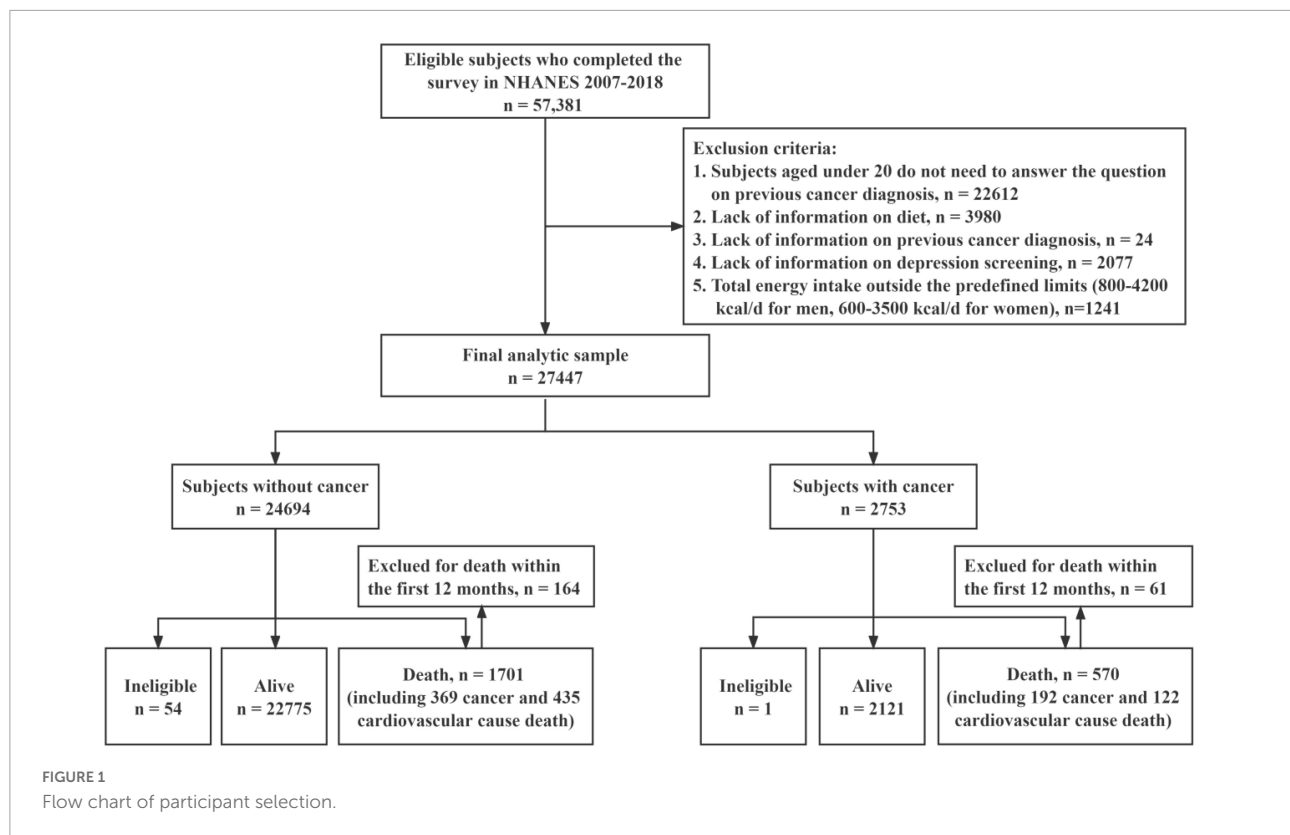 Eligible subjects who completed the
survey in NHANES 2007-2018
n = 57,381
Exclusion criteria:
1. Subjects aged under 20 do not need to answer the question
on previous cancer diagnosis, n = 22612
2. Lack of information on diet, n = 3980
3. Lack of information on previous cancer diagnosis, n = 24
4. Lack of information on depression screening, n = 2077
5. Total energy intake outside the predefined limits (800-4200
kcal/d for men, 600-3500 kcal/d for women), n=1241
Final analytic sample
n = 27447
Subjects without cancer
n = 24694
Subjects with cancer
n = 2753
Exclued for death within
the first 12 months, n = 164
Exclued for death within
the first 12 months, n = 61
Ineligible
n = 54
Alive
n = 22775
Death, n = 1701
(including 369 cancer and 435
cardiovascular cause death)
Ineligible
n = 1
Alive
n = 2121
Death, n = 570
(including 192 cancer and 122
cardiovascular cause death)
FIGURE 1
Flow chart of participant selection.